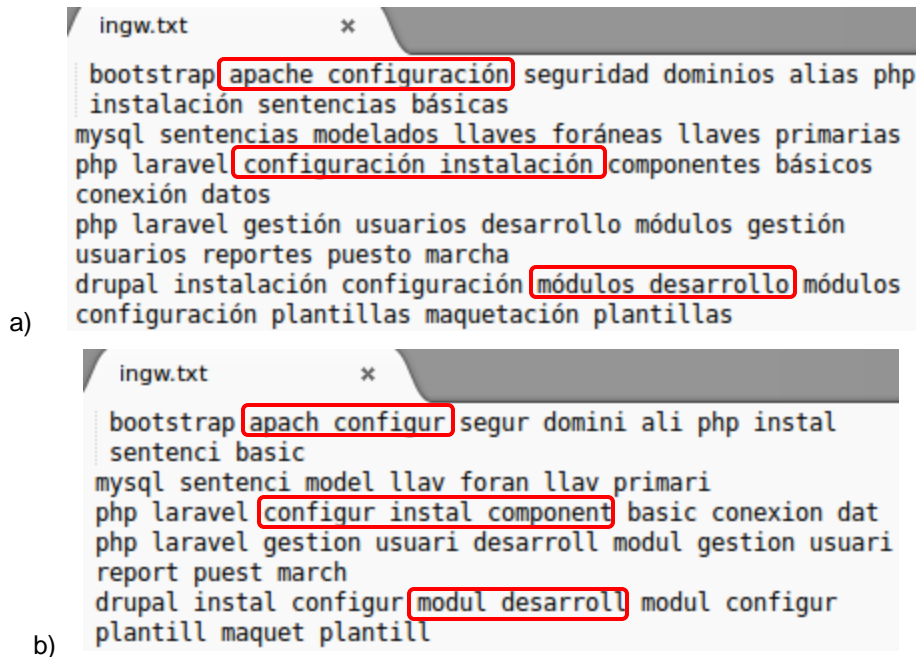 ingw.txt ×
bootstrap apache configuración seguridad dominios alias php
instalación sentencias básicas
mysql sentencias modelados llaves foráneas llaves primarias
php laravel configuración instalación componentes básicos
conexión datos
php laravel gestión usuarios desarrollo módulos gestión
usuarios reportes puesto marcha
drupal instalación configuración módulos desarrollo módulos
a) configuración plantillas maquetación plantillas
ingw.txt ×
bootstrap apach configur segur domini ali php instal
sentenci basic
mysql sentenci model llav foran llav primari
php laravel configur instal component basic conexion dat
php laravel gestion usuari desarroll modul gestion usuari
report puest march
drupal instal configur modul desarroll modul configur
b) plantill maquet plantill